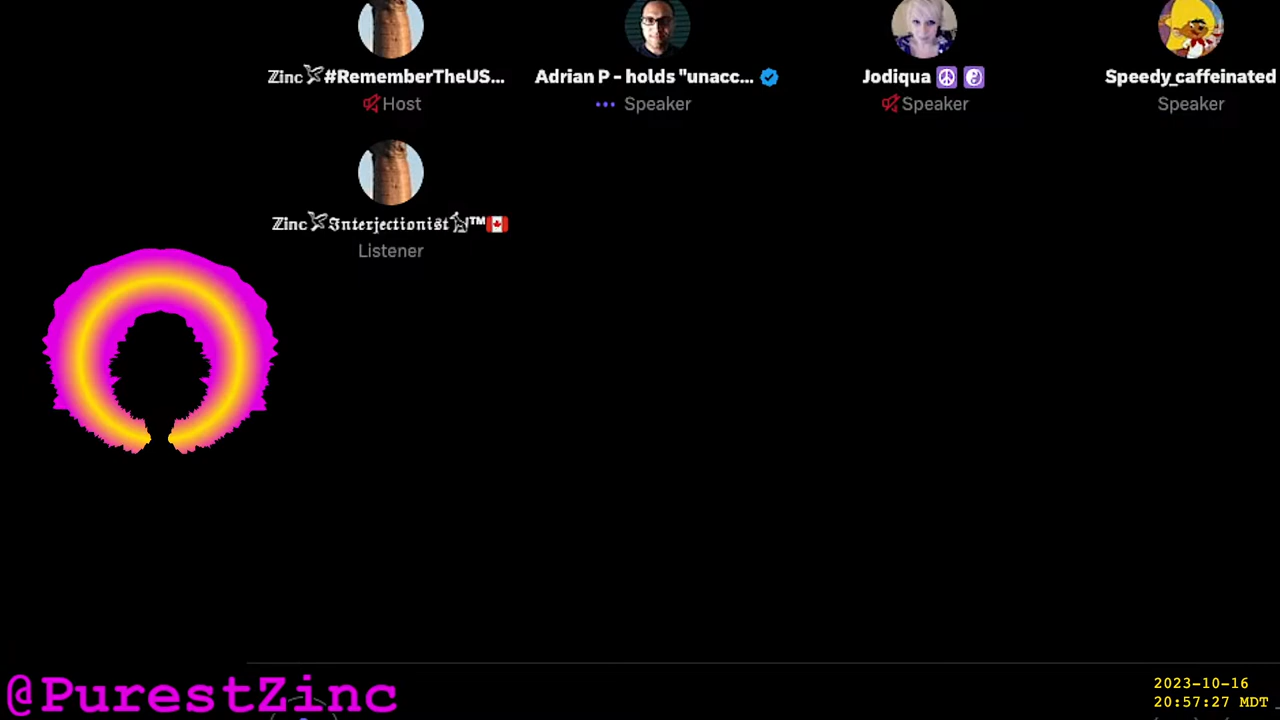 ℤinc🕊#RememberTheUS...
Host
Adrian P - holds "unacc...
Speaker
Jodiqua ☮️ ☯️
Speaker
Speedy_caffeinated
Speaker
ℤinc🕊𝕴𝖓𝖙𝖊𝖗𝖏𝖊𝖈𝖙𝖎𝖔𝖓𝖎𝖘𝖙™🇨🇦
Listener
@PurestZinc
2023-10-16
20:57:27 MDT